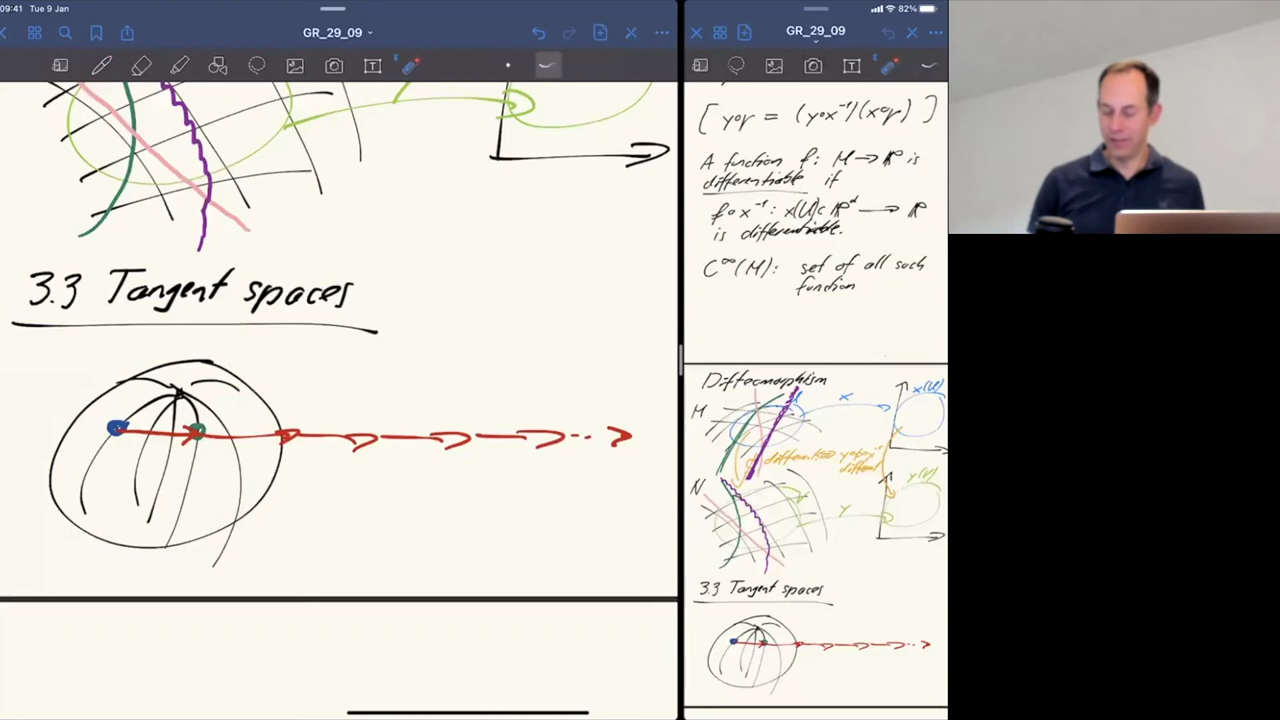 09:41 Tue 9 Jan
GR_29_09
3.3 Tangent spaces
82%
GR_29_09
[ y∘γ = (y∘x⁻¹)(x∘γ) ]
A function f: M → ℝ is
differentiable if
f∘x⁻¹: x(U)⊂ℝᵈ → ℝ
is differentiable.
C^∞(M): set of all such
function
Diffeomorphism
M
x
x(U)
N
y
y(V)
3.3 Tangent spaces